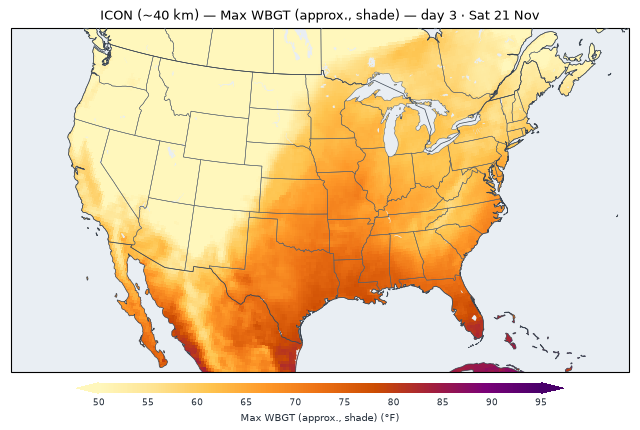 ICON (~40 km) — Max WBGT (approx., shade) — day 3 · Sat 21 Nov
50 55 60 65 70 75 80 85 90 95
Max WBGT (approx., shade) (°F)